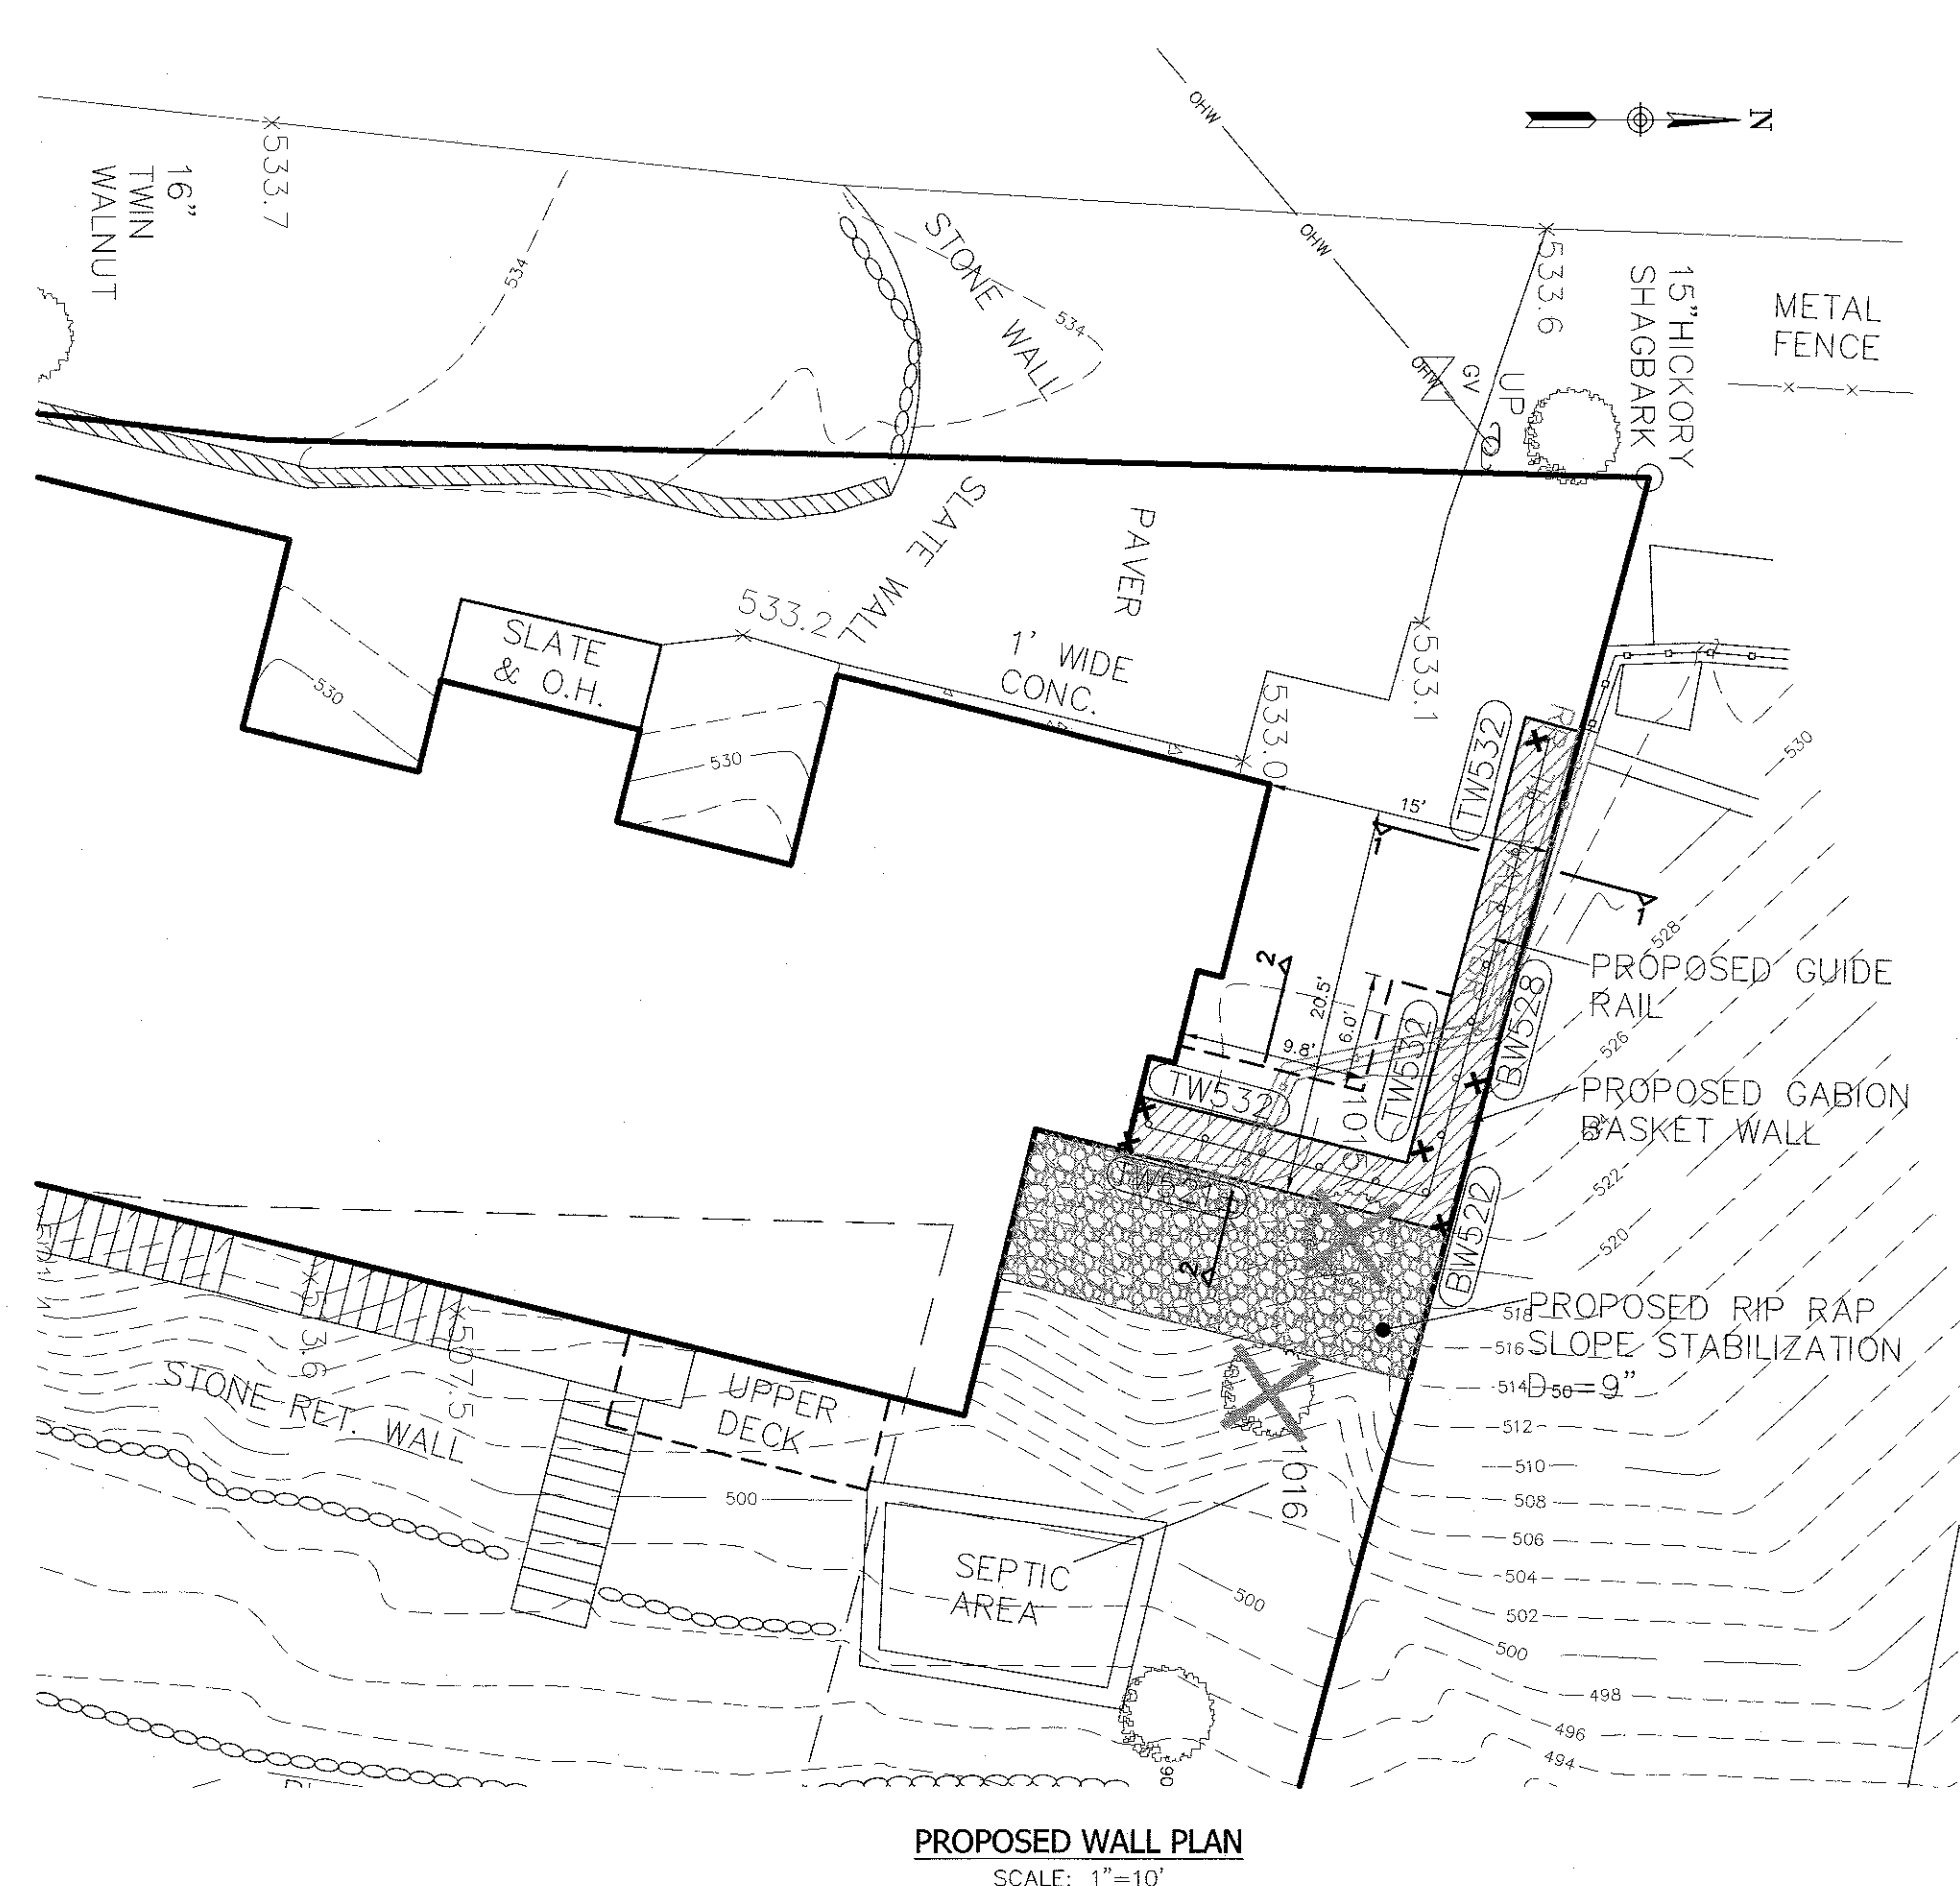 N
OHW
OHW
OHW
×533.7
16"
TWIN
WALNUT
534
STONE WALL
534
×533.6
15"HICKORY
SHAGBARK
METAL
FENCE
GV
UP
SLATE WALL
PAVER
533.2
1' WIDE
CONC.
SLATE
& O.H.
530
530
533.0
×533.1
TW532
15'
1
1
530
528
PROPOSED GUIDE
RAIL
BW528
526
2
20.5'
6.0'
9.8'
TW532
TW532
1015
PROPOSED GABION
BASKET WALL
522
520
BW522
2
518
PROPOSED RIP RAP
SLOPE STABILIZATION
D50=9"
516
514
512
510
508
506
504
502
500
498
496
494
×507.5
STONE RET. WALL
UPPER
DECK
500
1016
SEPTIC
AREA
500
90
PROPOSED WALL PLAN
SCALE: 1"=10'